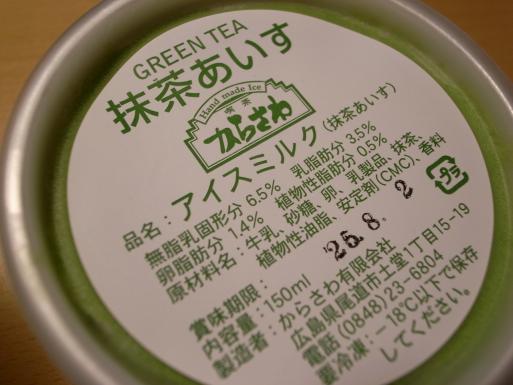 GREEN TEA
抹茶あいす
Hand made Ice
喫茶
からさわ
品名：アイスミルク（抹茶あいす）
無脂乳固形分 6.5% 乳脂肪分 3.5%
卵脂肪分 1.4% 植物性脂肪分 0.5%
原材料名：牛乳、砂糖、卵、乳製品、抹茶
植物性油脂、安定剤(CMC)、香料
'26.8. 2
賞味期限：
内容量：150ml
製造者：からさわ有限会社
広島県尾道市土堂1丁目15-19
電話(0848)23-6804
要冷凍：−18℃以下で保存
してください。